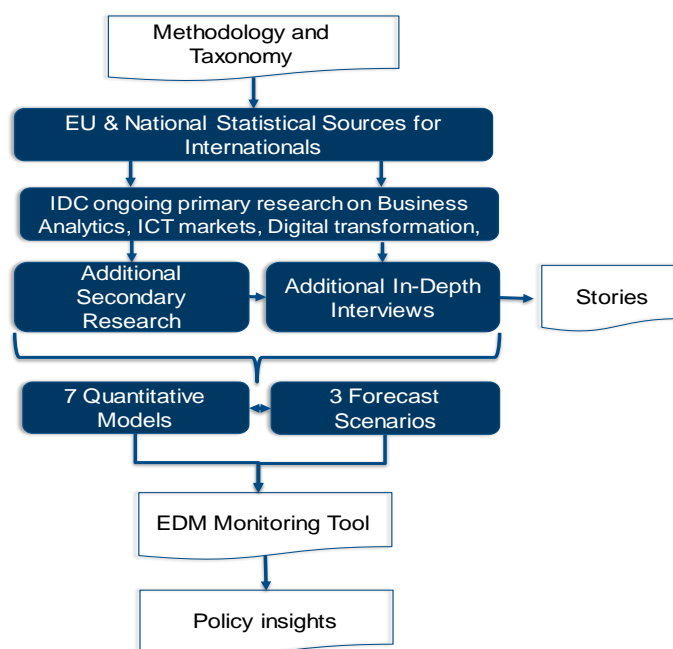 Methodology and
Taxonomy
EU & National Statistical Sources for
Internationals
IDC ongoing primary research on Business
Analytics, ICT markets, Digital transformation,
Additional
Secondary
Research
Additional In-Depth
Interviews
Stories
7 Quantitative
Models
3 Forecast
Scenarios
EDM Monitoring Tool
Policy insights